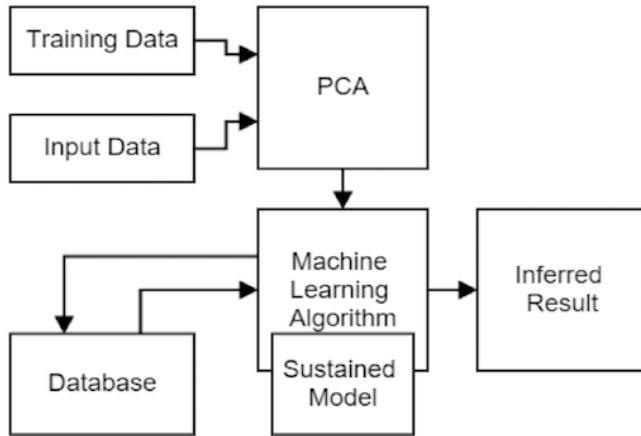 Training Data
PCA
Input Data
Machine
Learning
Algorithm
Inferred
Result
Database
Sustained
Model